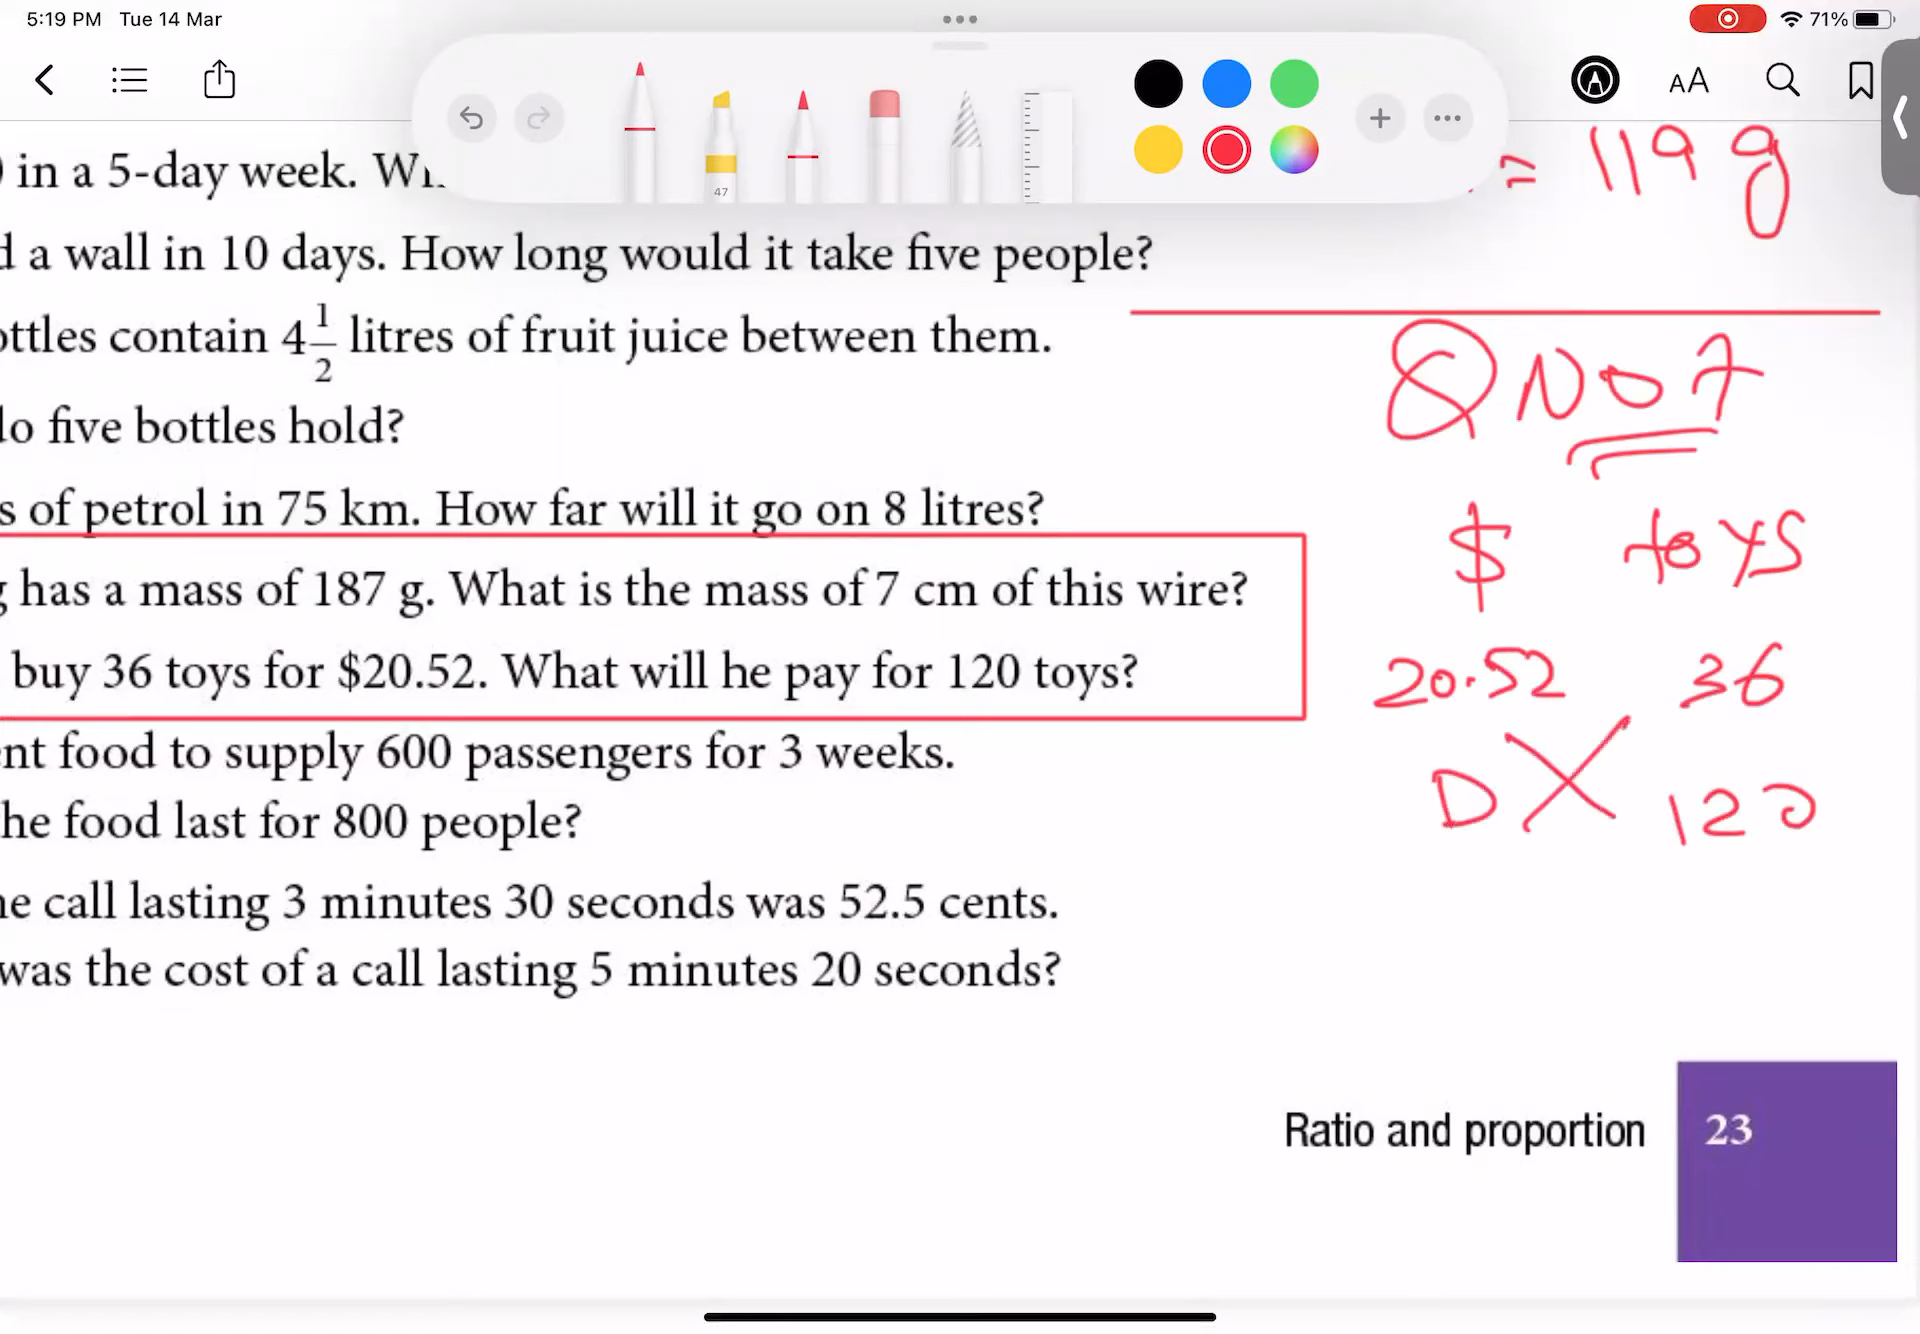 5:19 PM Tue 14 Mar
71%
AA
47
in a 5-day week.
= 119 g
a wall in 10 days. How long would it take five people?
contain 4 1/2 litres of fruit juice between them.
five bottles hold?
of petrol in 75 km. How far will it go on 8 litres?
has a mass of 187 g. What is the mass of 7 cm of this wire?
buy 36 toys for $20.52. What will he pay for 120 toys?
food to supply 600 passengers for 3 weeks.
food last for 800 people?
call lasting 3 minutes 30 seconds was 52.5 cents.
was the cost of a call lasting 5 minutes 20 seconds?
Q No 7
$ toys
20.52 36
D 120
Ratio and proportion 23